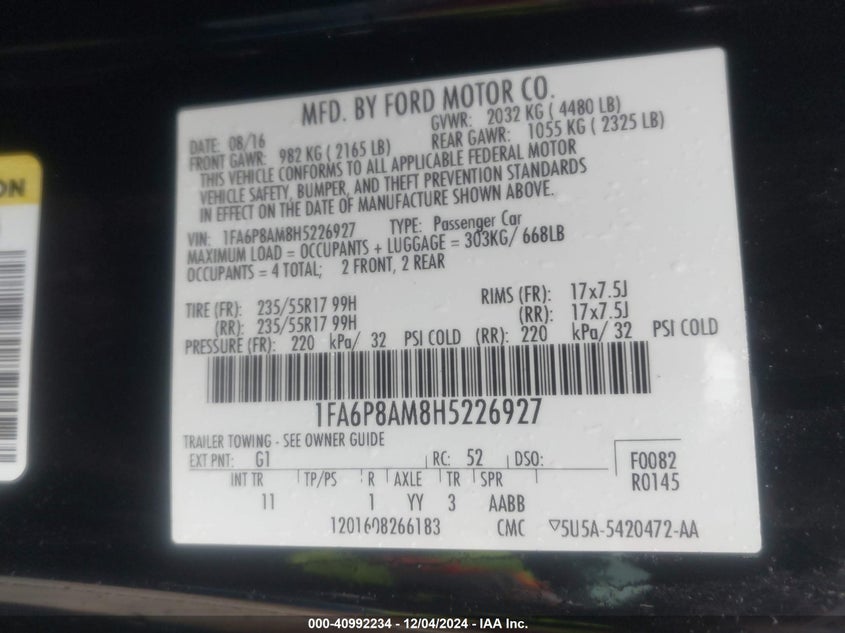 MFD. BY FORD MOTOR CO.
DATE: 08/16 GVWR: 2032 KG ( 4480 LB)
FRONT GAWR: 982 KG ( 2165 LB) REAR GAWR: 1055 KG ( 2325 LB)
THIS VEHICLE CONFORMS TO ALL APPLICABLE FEDERAL MOTOR
VEHICLE SAFETY, BUMPER, AND THEFT PREVENTION STANDARDS
IN EFFECT ON THE DATE OF MANUFACTURE SHOWN ABOVE.
VIN: 1FA6P8AM8H5226927 TYPE: Passenger Car
MAXIMUM LOAD = OCCUPANTS + LUGGAGE = 303KG/ 668LB
OCCUPANTS = 4 TOTAL; 2 FRONT, 2 REAR
TIRE (FR): 235/55R17 99H RIMS (FR): 17x7.5J
(RR): 235/55R17 99H (RR): 17x7.5J
PRESSURE (FR): 220 kPa/ 32 PSI COLD (RR): 220 kPa/ 32 PSI COLD
1FA6P8AM8H5226927
TRAILER TOWING - SEE OWNER GUIDE
EXT PNT: G1 RC: 52 DSO: F0082
INT TR TP/PS R AXLE TR SPR R0145
11 1 YY 3 AABB
1201608266183 CMC ▽5U5A-5420472-AA
ON
000-40992234 - 12/04/2024 - IAA Inc.